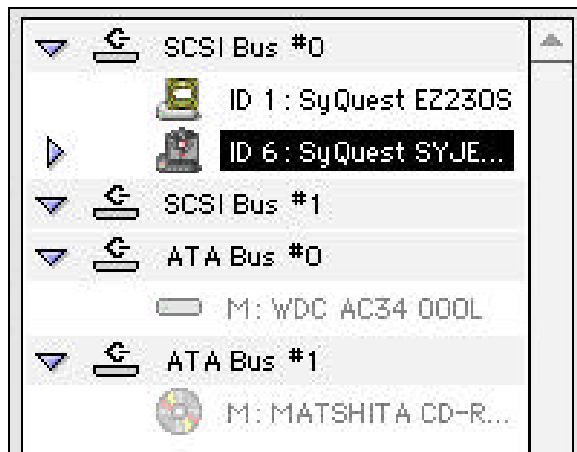 SCSI Bus #0
ID 1 : SyQuest EZ230S
ID 6 : SyQuest SYJE...
SCSI Bus #1
ATA Bus #0
M: WDC AC34 000L
ATA Bus #1
M: MATSHITA CD-R...